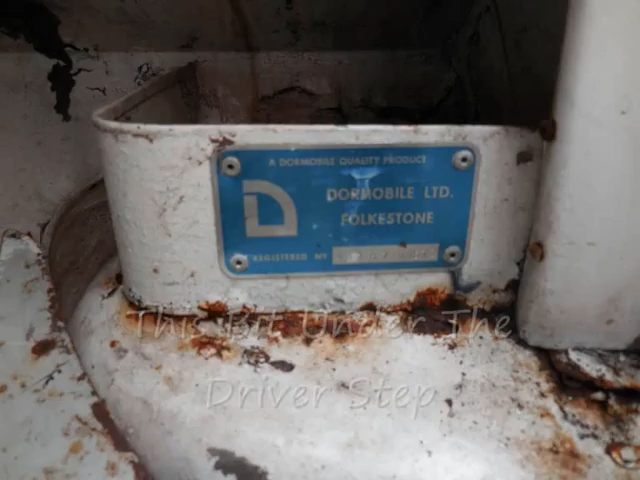 A DORMOBILE QUALITY PRODUCT
D
DORMOBILE LTD.
FOLKESTONE
REGISTERED Nº
This Bit Under The
Driver Step